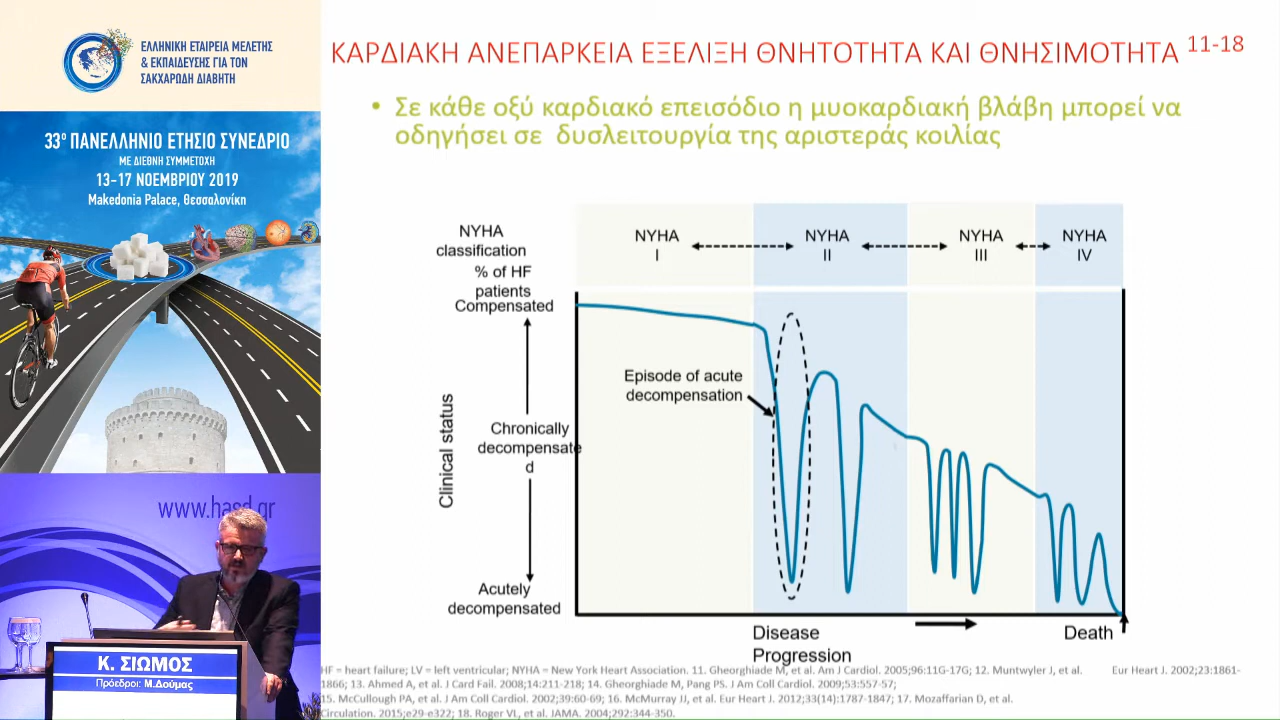 ΕΛΛΗΝΙΚΗ ΕΤΑΙΡΕΙΑ ΜΕΛΕΤΗΣ
& ΕΚΠΑΙΔΕΥΣΗΣ ΓΙΑ ΤΟΝ
ΣΑΚΧΑΡΩΔΗ ΔΙΑΒΗΤΗ
33ο ΠΑΝΕΛΛΗΝΙΟ ΕΤΗΣΙΟ ΣΥΝΕΔΡΙΟ
ΜΕ ΔΙΕΘΝΗ ΣΥΜΜΕΤΟΧΗ
13-17 ΝΟΕΜΒΡΙΟΥ 2019
Makedonia Palace, Θεσσαλονίκη
www.hasd.gr
Κ. ΣΙΩΜΟΣ
Πρόεδροι: Μ.Δούμας
ΚΑΡΔΙΑΚΗ ΑΝΕΠΑΡΚΕΙΑ ΕΞΕΛΙΞΗ ΘΝΗΤΟΤΗΤΑ ΚΑΙ ΘΝΗΣΙΜΟΤΗΤΑ 11-18
• Σε κάθε οξύ καρδιακό επεισόδιο η μυοκαρδιακή βλάβη μπορεί να
οδηγήσει σε δυσλειτουργία της αριστεράς κοιλίας
NYHA
classification
% of HF
patients
NYHA
I
NYHA
II
NYHA
III
NYHA
IV
Compensated
Episode of acute
decompensation
Clinical status
Chronically
decompensate
d
Acutely
decompensated
Disease
Progression
Death
HF = heart failure; LV = left ventricular; NYHA = New York Heart Association. 11. Gheorghiade M, et al. Am J Cardiol. 2005;96:11G-17G; 12. Muntwyler J, et al. Eur Heart J. 2002;23:1861-
1866; 13. Ahmed A, et al. J Card Fail. 2008;14:211-218; 14. Gheorghiade M, Pang PS. J Am Coll Cardiol. 2009;53:557-57;
15. McCullough PA, et al. J Am Coll Cardiol. 2002;39:60-69; 16. McMurray JJ, et al. Eur Heart J. 2012;33(14):1787-1847; 17. Mozaffarian D, et al.
Circulation. 2015;e29-e322; 18. Roger VL, et al. JAMA. 2004;292:344-350.